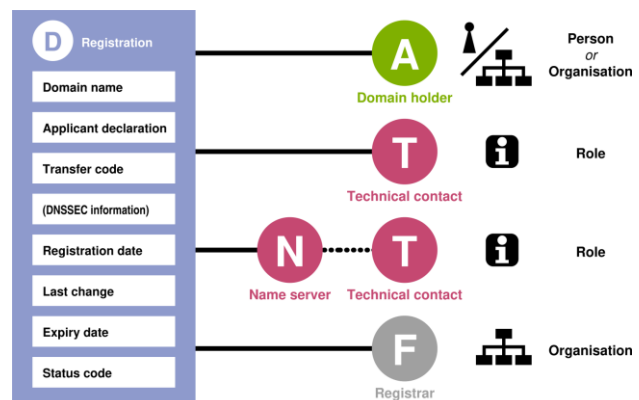 D Registration
Domain name
Applicant declaration
Transfer code
(DNSSEC information)
Registration date
Last change
Expiry date
Status code
A
Domain holder
Person
or
Organisation
T
Technical contact
i
Role
N
Name server
T
Technical contact
i
Role
F
Registrar
Organisation